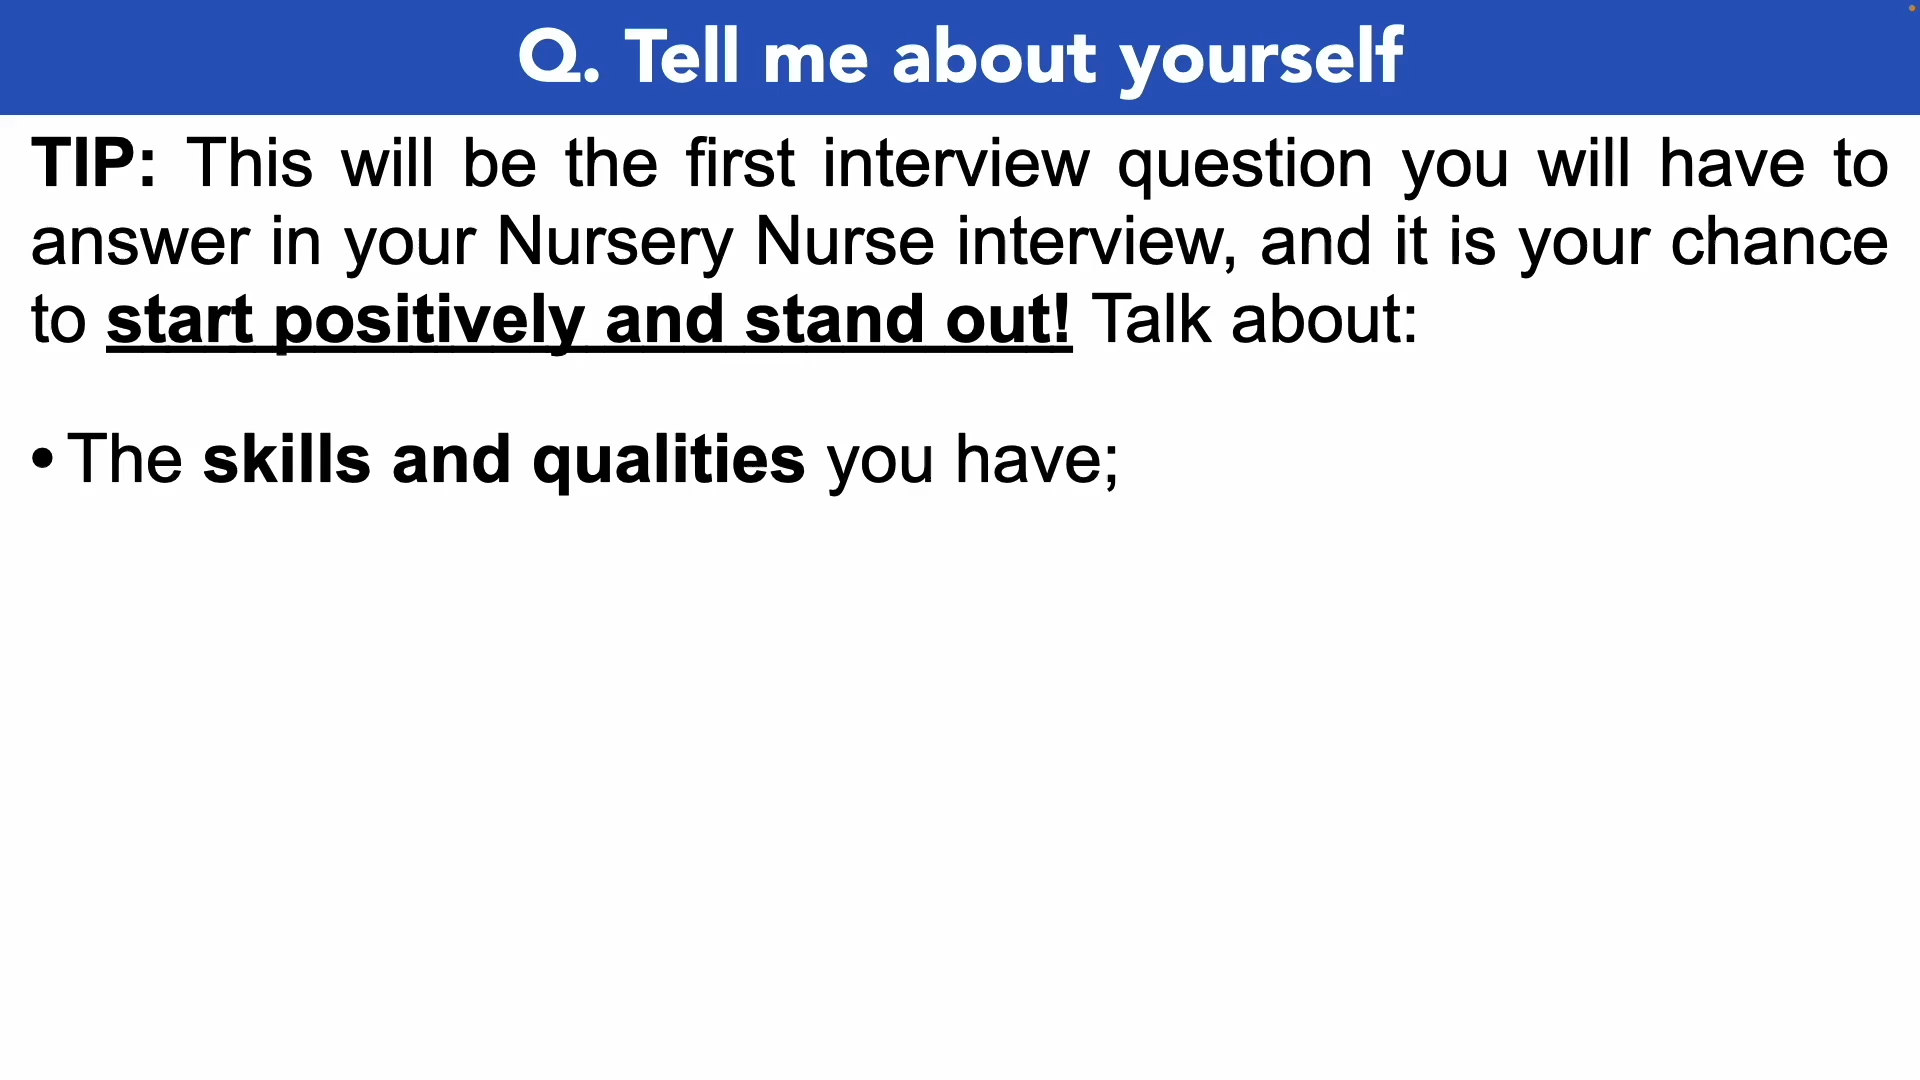 Q. Tell me about yourself
TIP: This will be the first interview question you will have to
answer in your Nursery Nurse interview, and it is your chance
to start positively and stand out! Talk about:
• The skills and qualities you have;